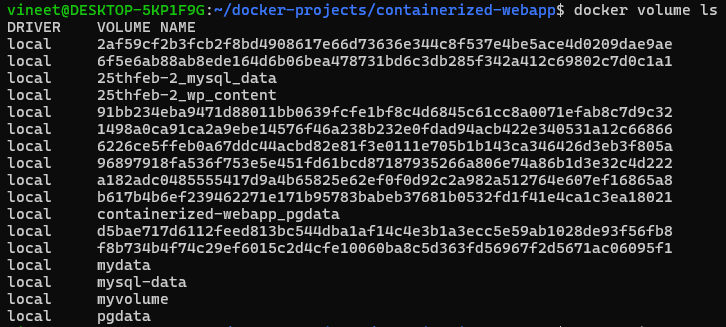 vineet@DESKTOP-5KP1F9G:~/docker-projects/containerized-webapp$ docker volume ls
DRIVER    VOLUME NAME
local     2af59cf2b3fcb2f8bd4908617e66d73636e344c8f537e4be5ace4d0209dae9ae
local     6f5e6ab88ab8ede164d6b06bea478731bd6c3db285f342a412c69802c7d0c1a1
local     25thfeb-2_mysql_data
local     25thfeb-2_wp_content
local     91bb234eba9471d88011bb0639fcfe1bf8c4d6845c61cc8a0071efab8c7d9c32
local     1498a0ca91ca2a9ebe14576f46a238b232e0fdad94acb422e340531a12c66866
local     6226ce5ffeb0a67ddc44acbd82e81f3e0111e705b1b143ca346426d3eb3f805a
local     96897918fa536f753e5e451fd61bcd87187935266a806e74a86b1d3e32c4d222
local     a182adc0485555417d9a4b65825e62ef0f0d92c2a982a512764e607ef16865a8
local     b617b4b6ef239462271e171b95783babeb37681b0532fd1f41e4ca1c3ea18021
local     containerized-webapp_pgdata
local     d5bae717d6112feed813bc544dba1af14c4e3b1a3ecc5e59ab1028de93f56fb8
local     f8b734b4f74c29ef6015c2d4cfe10060ba8c5d363fd56967f2d5671ac06095f1
local     mydata
local     mysql-data
local     myvolume
local     pgdata